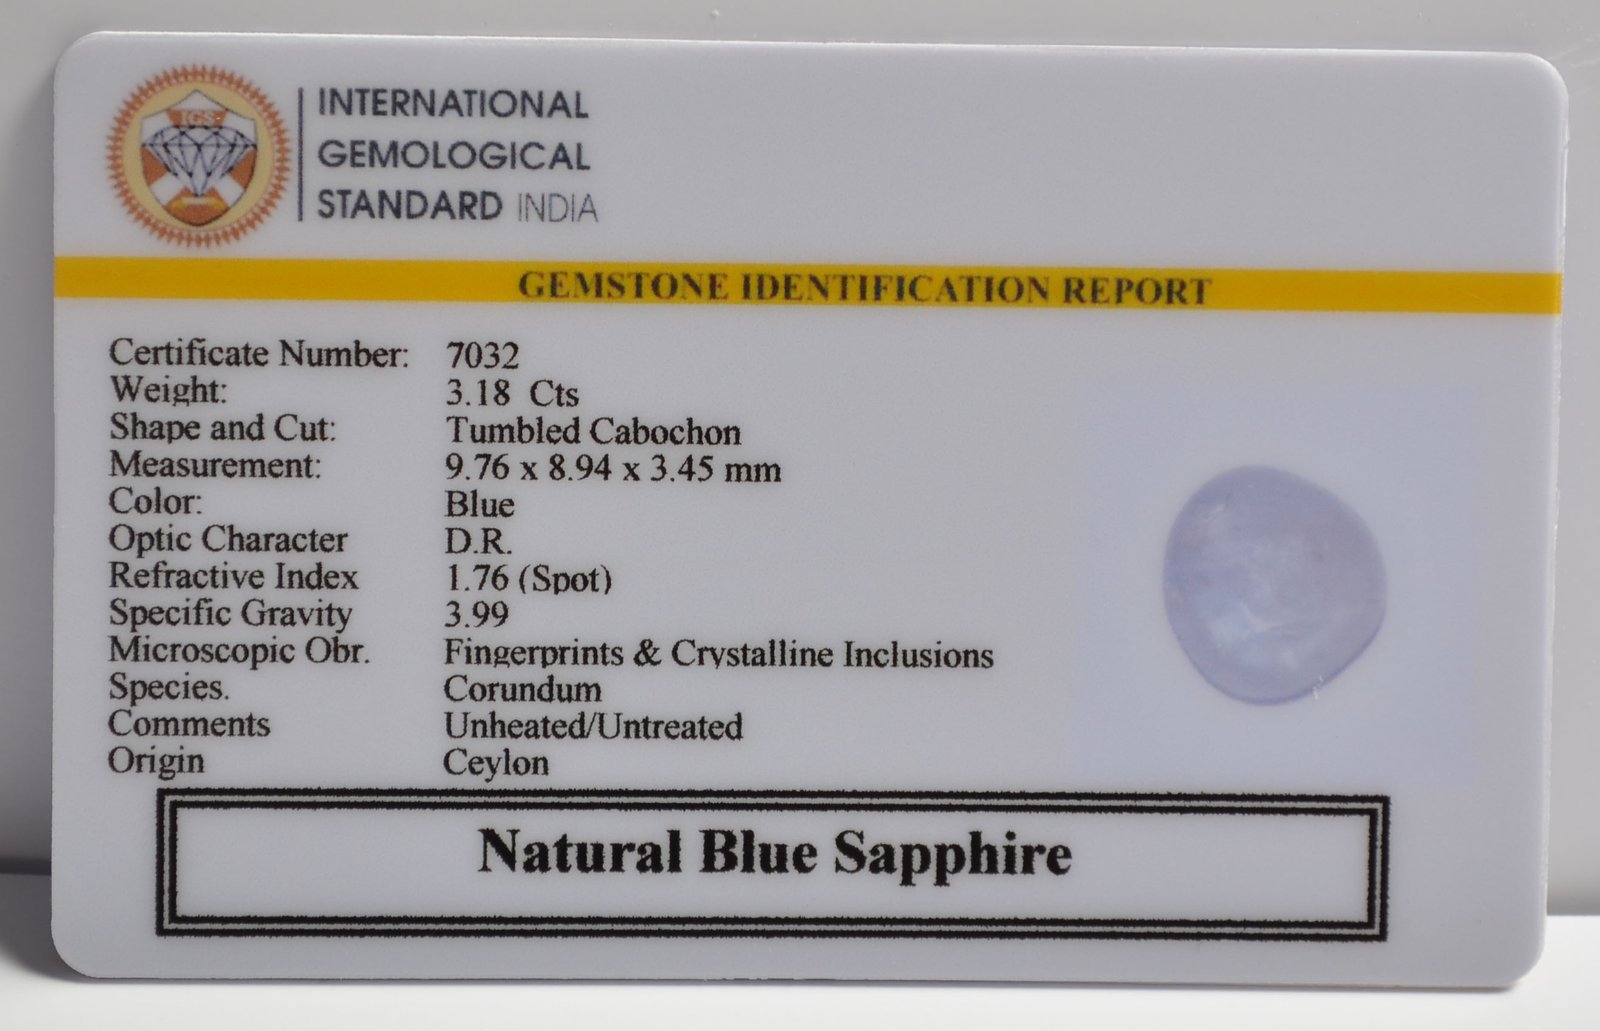 IGS
INTERNATIONAL
GEMOLOGICAL
STANDARD INDIA
GEMSTONE IDENTIFICATION REPORT
Certificate Number: 7032
Weight: 3.18 Cts
Shape and Cut: Tumbled Cabochon
Measurement: 9.76 x 8.94 x 3.45 mm
Color: Blue
Optic Character D.R.
Refractive Index 1.76 (Spot)
Specific Gravity 3.99
Microscopic Obr. Fingerprints & Crystalline Inclusions
Species. Corundum
Comments Unheated/Untreated
Origin Ceylon
Natural Blue Sapphire